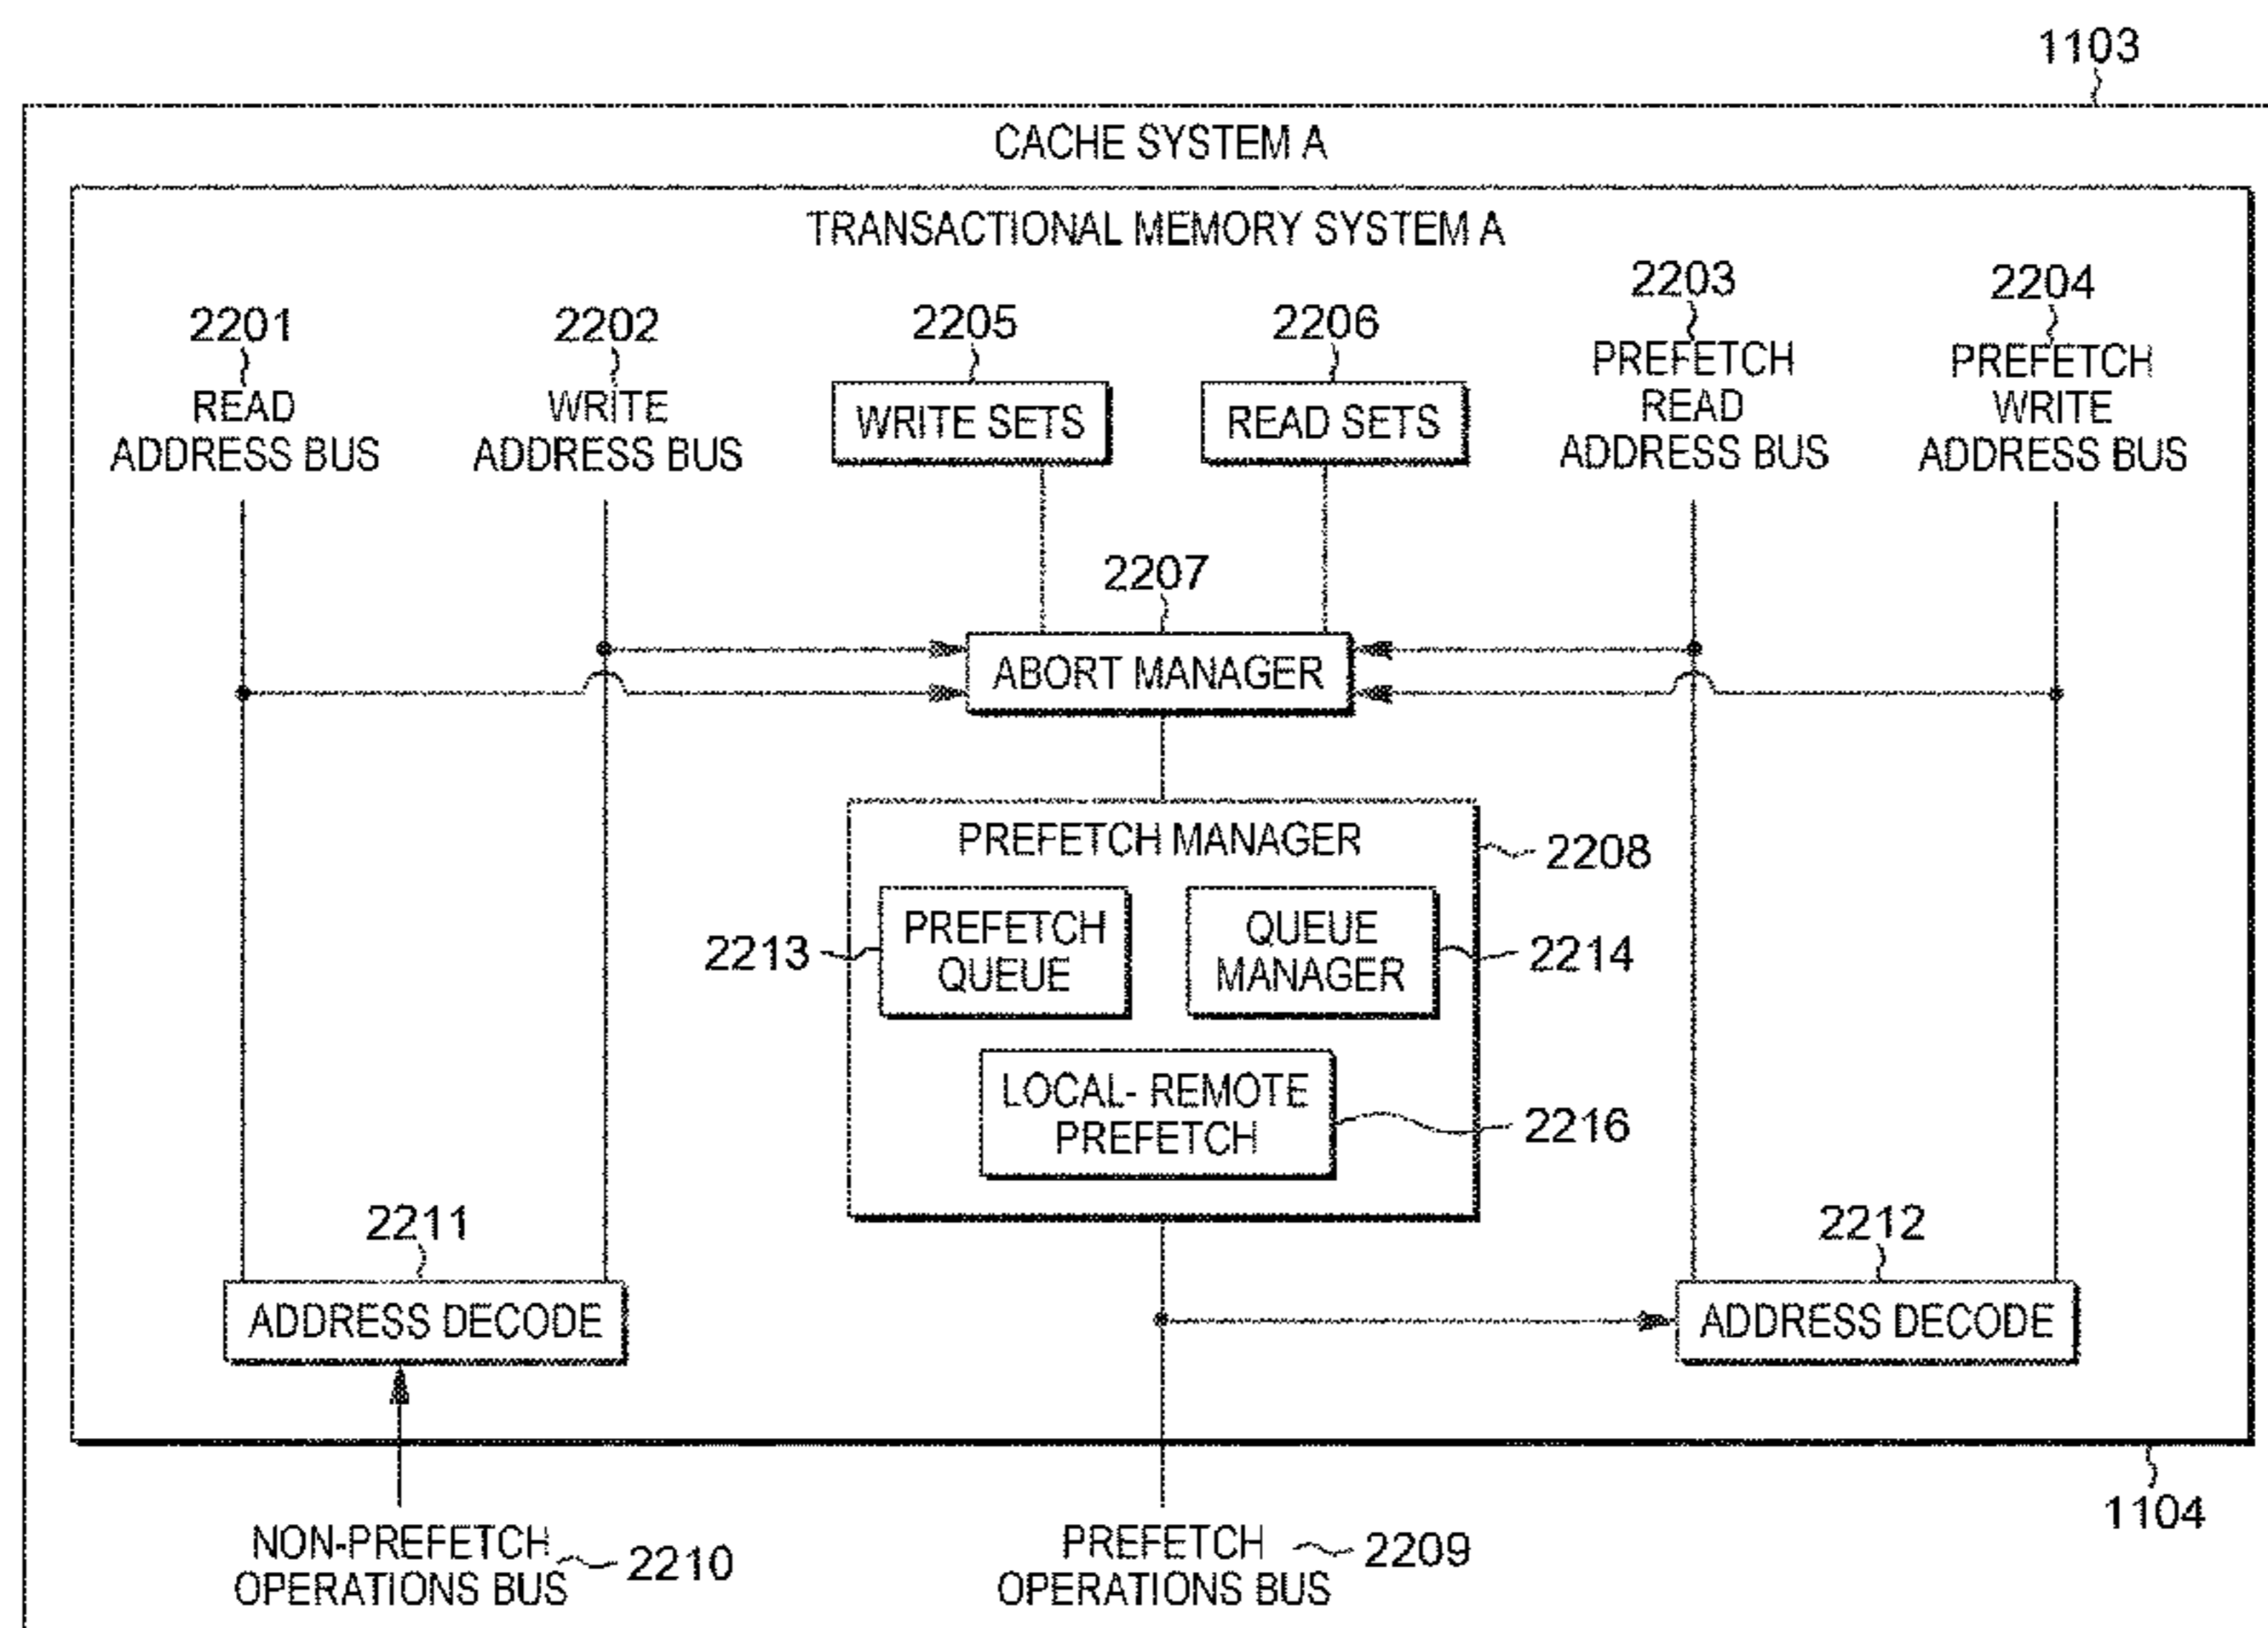 1103
CACHE SYSTEM A
TRANSACTIONAL MEMORY SYSTEM A
2201
READ
ADDRESS BUS
2202
WRITE
ADDRESS BUS
2205
WRITE SETS
2206
READ SETS
2203
PREFETCH
READ
ADDRESS BUS
2204
PREFETCH
WRITE
ADDRESS BUS
2207
ABORT MANAGER
PREFETCH MANAGER
2208
2213
PREFETCH
QUEUE
QUEUE
MANAGER
2214
LOCAL- REMOTE
PREFETCH
2216
2211
ADDRESS DECODE
2212
ADDRESS DECODE
1104
NON-PREFETCH
OPERATIONS BUS
2210
PREFETCH
OPERATIONS BUS
2209